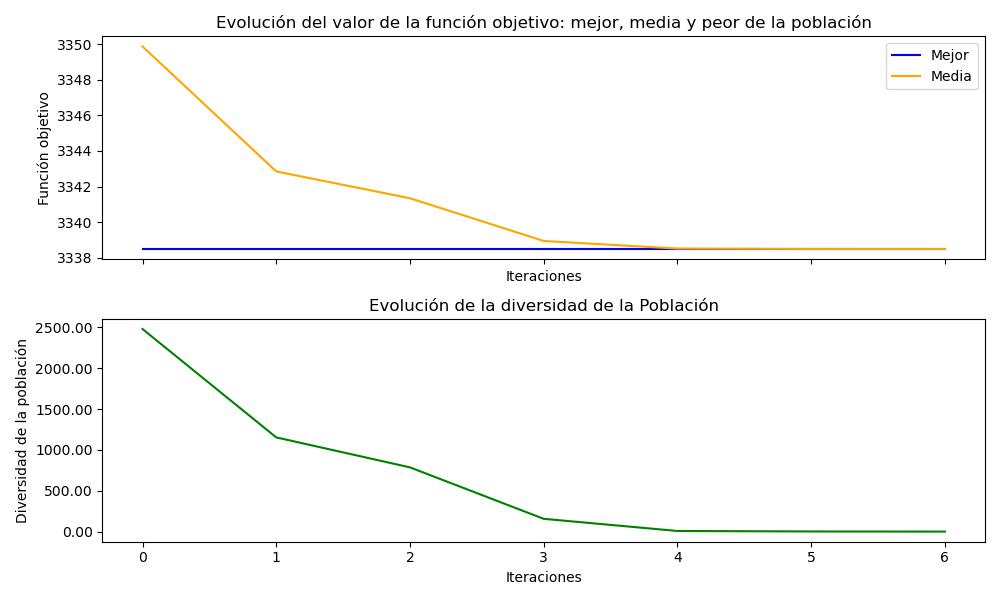 Evolución del valor de la función objetivo: mejor, media y peor de la población
Función objetivo
3350
3348
3346
3344
3342
3340
3338
Mejor
Media
Iteraciones
Evolución de la diversidad de la Población
Diversidad de la población
2500.00
2000.00
1500.00
1000.00
500.00
0.00
0 1 2 3 4 5 6
Iteraciones